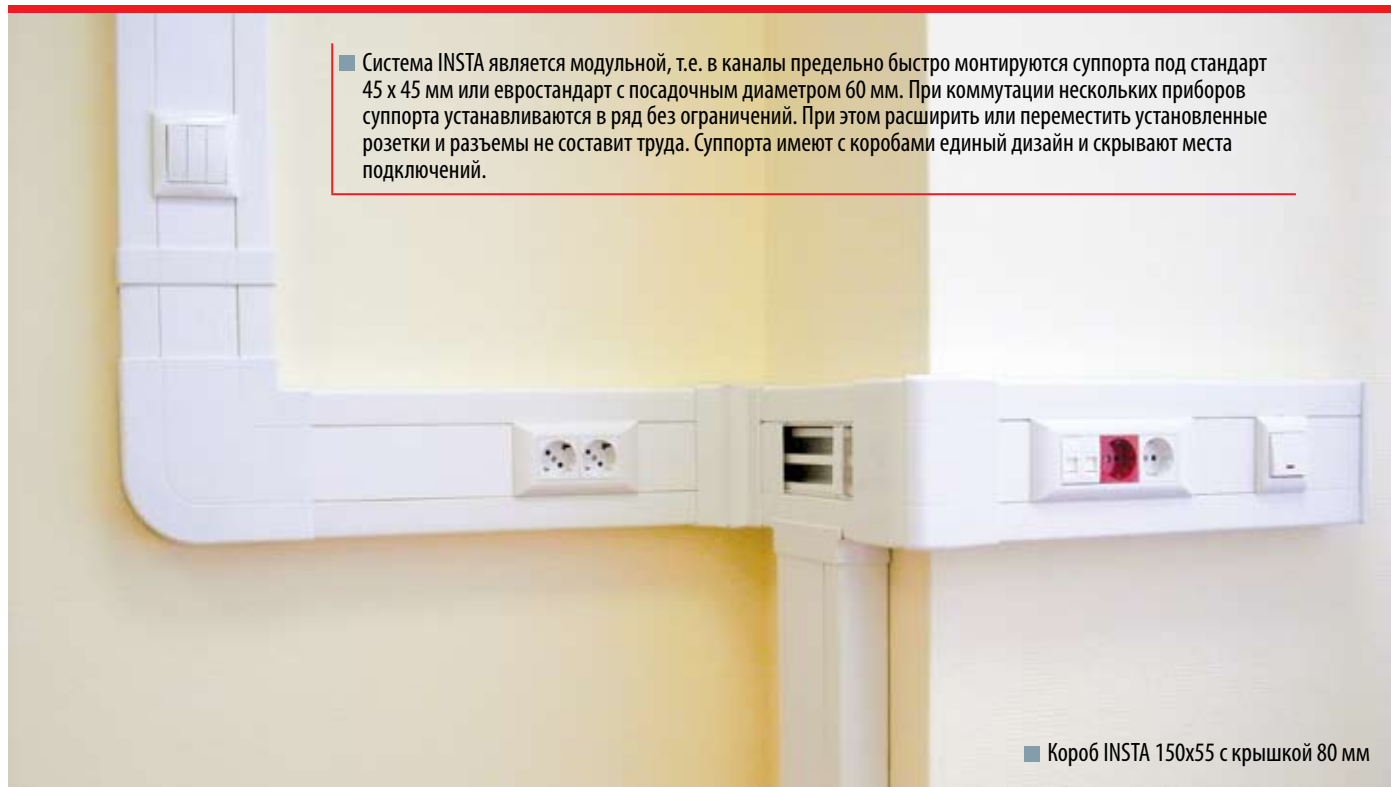 Система INSTA является модульной, т.е. в каналы предельно быстро монтируются суппорта под стандарт
45 х 45 мм или евростандарт с посадочным диаметром 60 мм. При коммутации нескольких приборов
суппорта устанавливаются в ряд без ограничений. При этом расширить или переместить установленные
розетки и разъемы не составит труда. Суппорта имеют с коробами единый дизайн и скрывают места
подключений.
Короб INSTA 150х55 с крышкой 80 мм